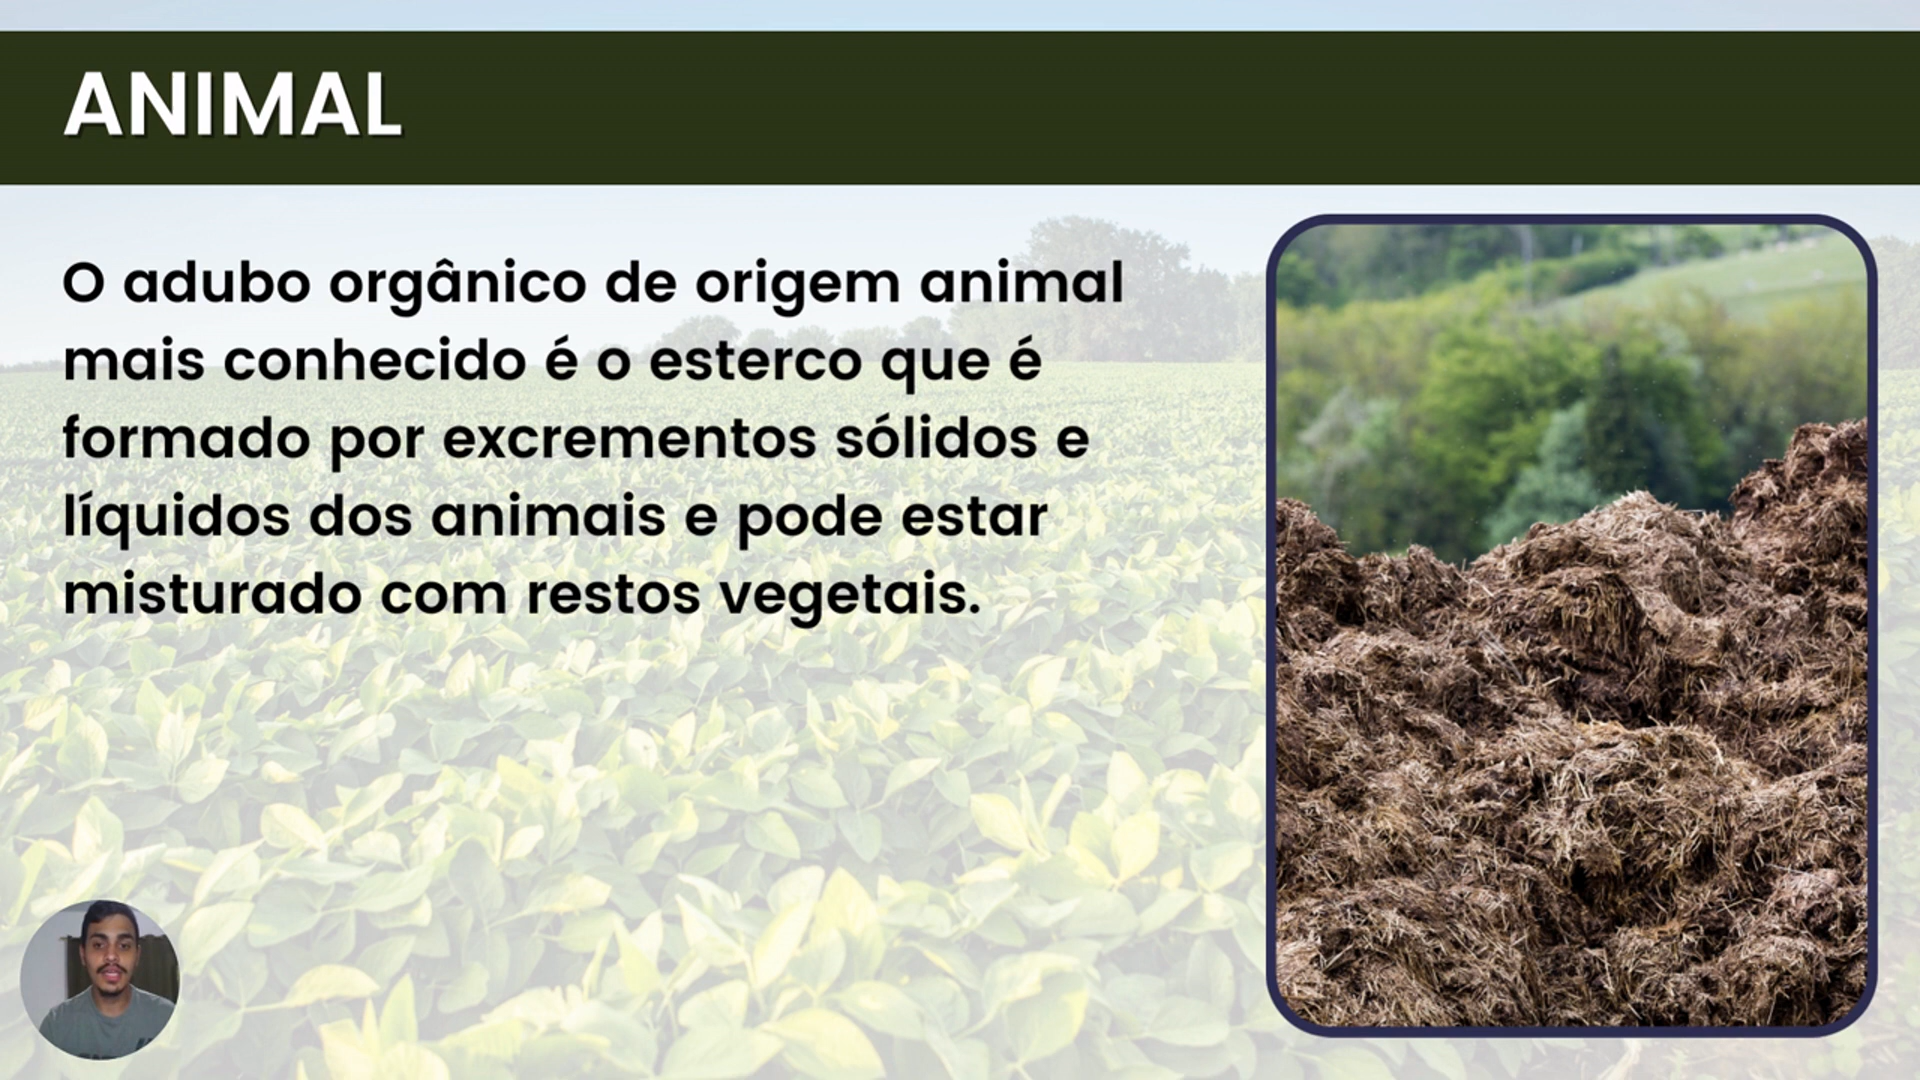 ANIMAL
O adubo orgânico de origem animal
mais conhecido é o esterco que é
formado por excrementos sólidos e
líquidos dos animais e pode estar
misturado com restos vegetais.